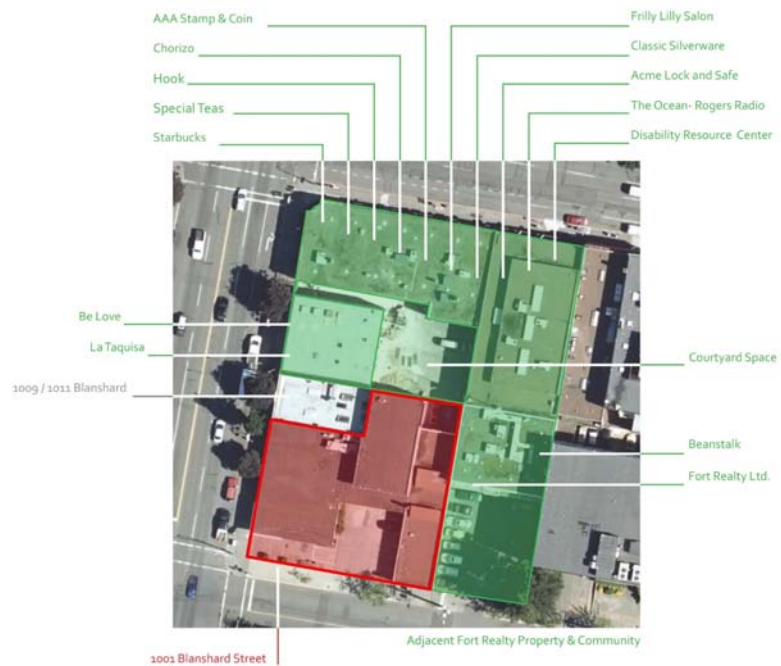 AAA Stamp & Coin
Chorizo
Hook
Special Teas
Starbucks
Frilly Lilly Salon
Classic Silverware
Acme Lock and Safe
The Ocean- Rogers Radio
Disability Resource Center
Be Love
La Taquisa
1009 / 1011 Blanshard
Courtyard Space
Beanstalk
Fort Realty Ltd.
Adjacent Fort Realty Property & Community
1001 Blanshard Street